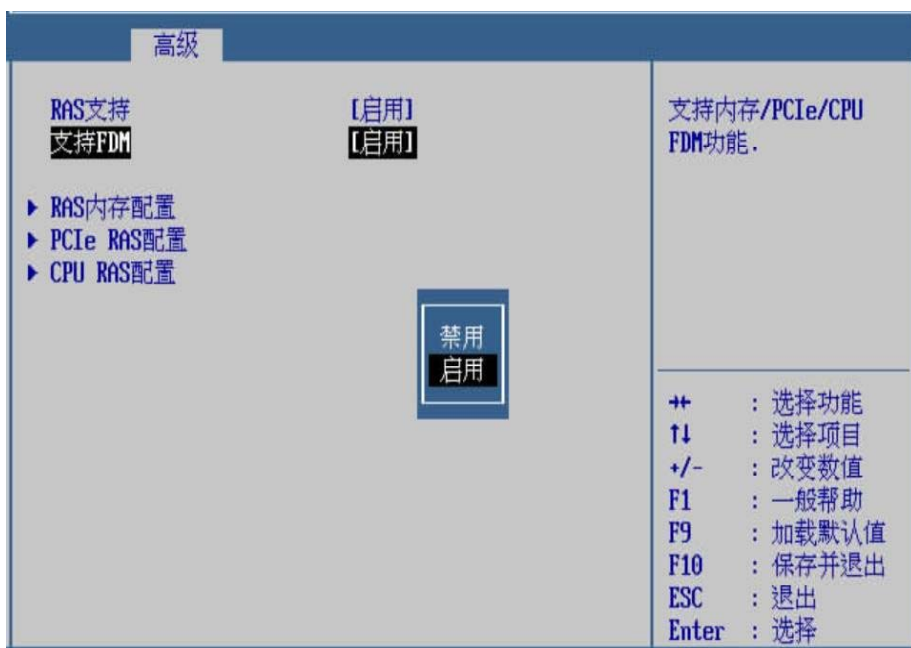 高级
RAS支持 [启用]
支持FDM [启用]
RAS内存配置
PCIe RAS配置
CPU RAS配置
禁用
启用
支持内存/PCIe/CPU
FDM功能.
→← : 选择功能
↑↓ : 选择项目
+/- : 改变数值
F1 : 一般帮助
F9 : 加载默认值
F10 : 保存并退出
ESC : 退出
Enter : 选择